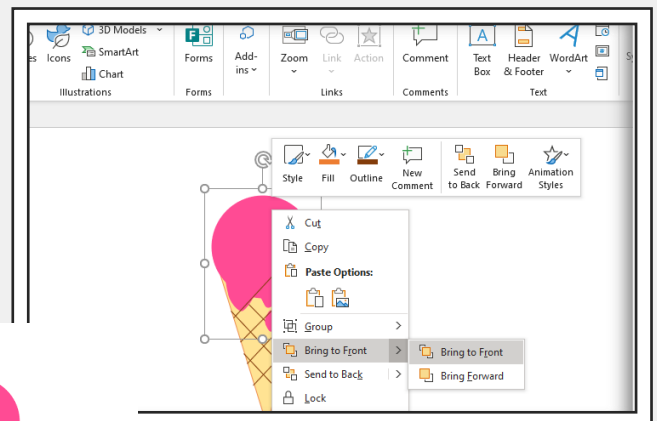 3D Models
SmartArt
Chart
Icons
Illustrations
Forms
Forms
Add-
ins
Zoom
Link
Action
Links
Comment
Comments
Text
Box
Header
& Footer
WordArt
Text
Style
Fill
Outline
New
Comment
Send
to Back
Bring
Forward
Animation
Styles
Cut
Copy
Paste Options:
Group
Bring to Front
Send to Back
Lock
Bring to Front
Bring Forward